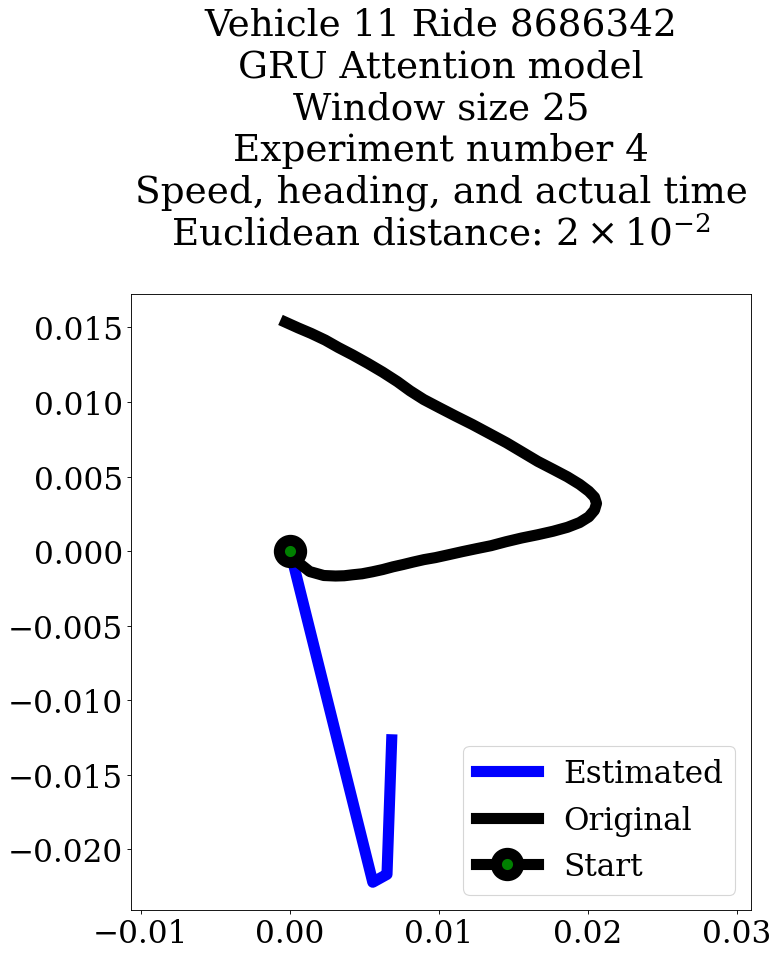 Vehicle 11 Ride 8686342
GRU Attention model
Window size 25
Experiment number 4
Speed, heading, and actual time
Euclidean distance: 2 × 10⁻²
0.015
0.010
0.005
0.000
−0.005
−0.010
−0.015
−0.020
Estimated
Original
Start
−0.01 0.00 0.01 0.02 0.03